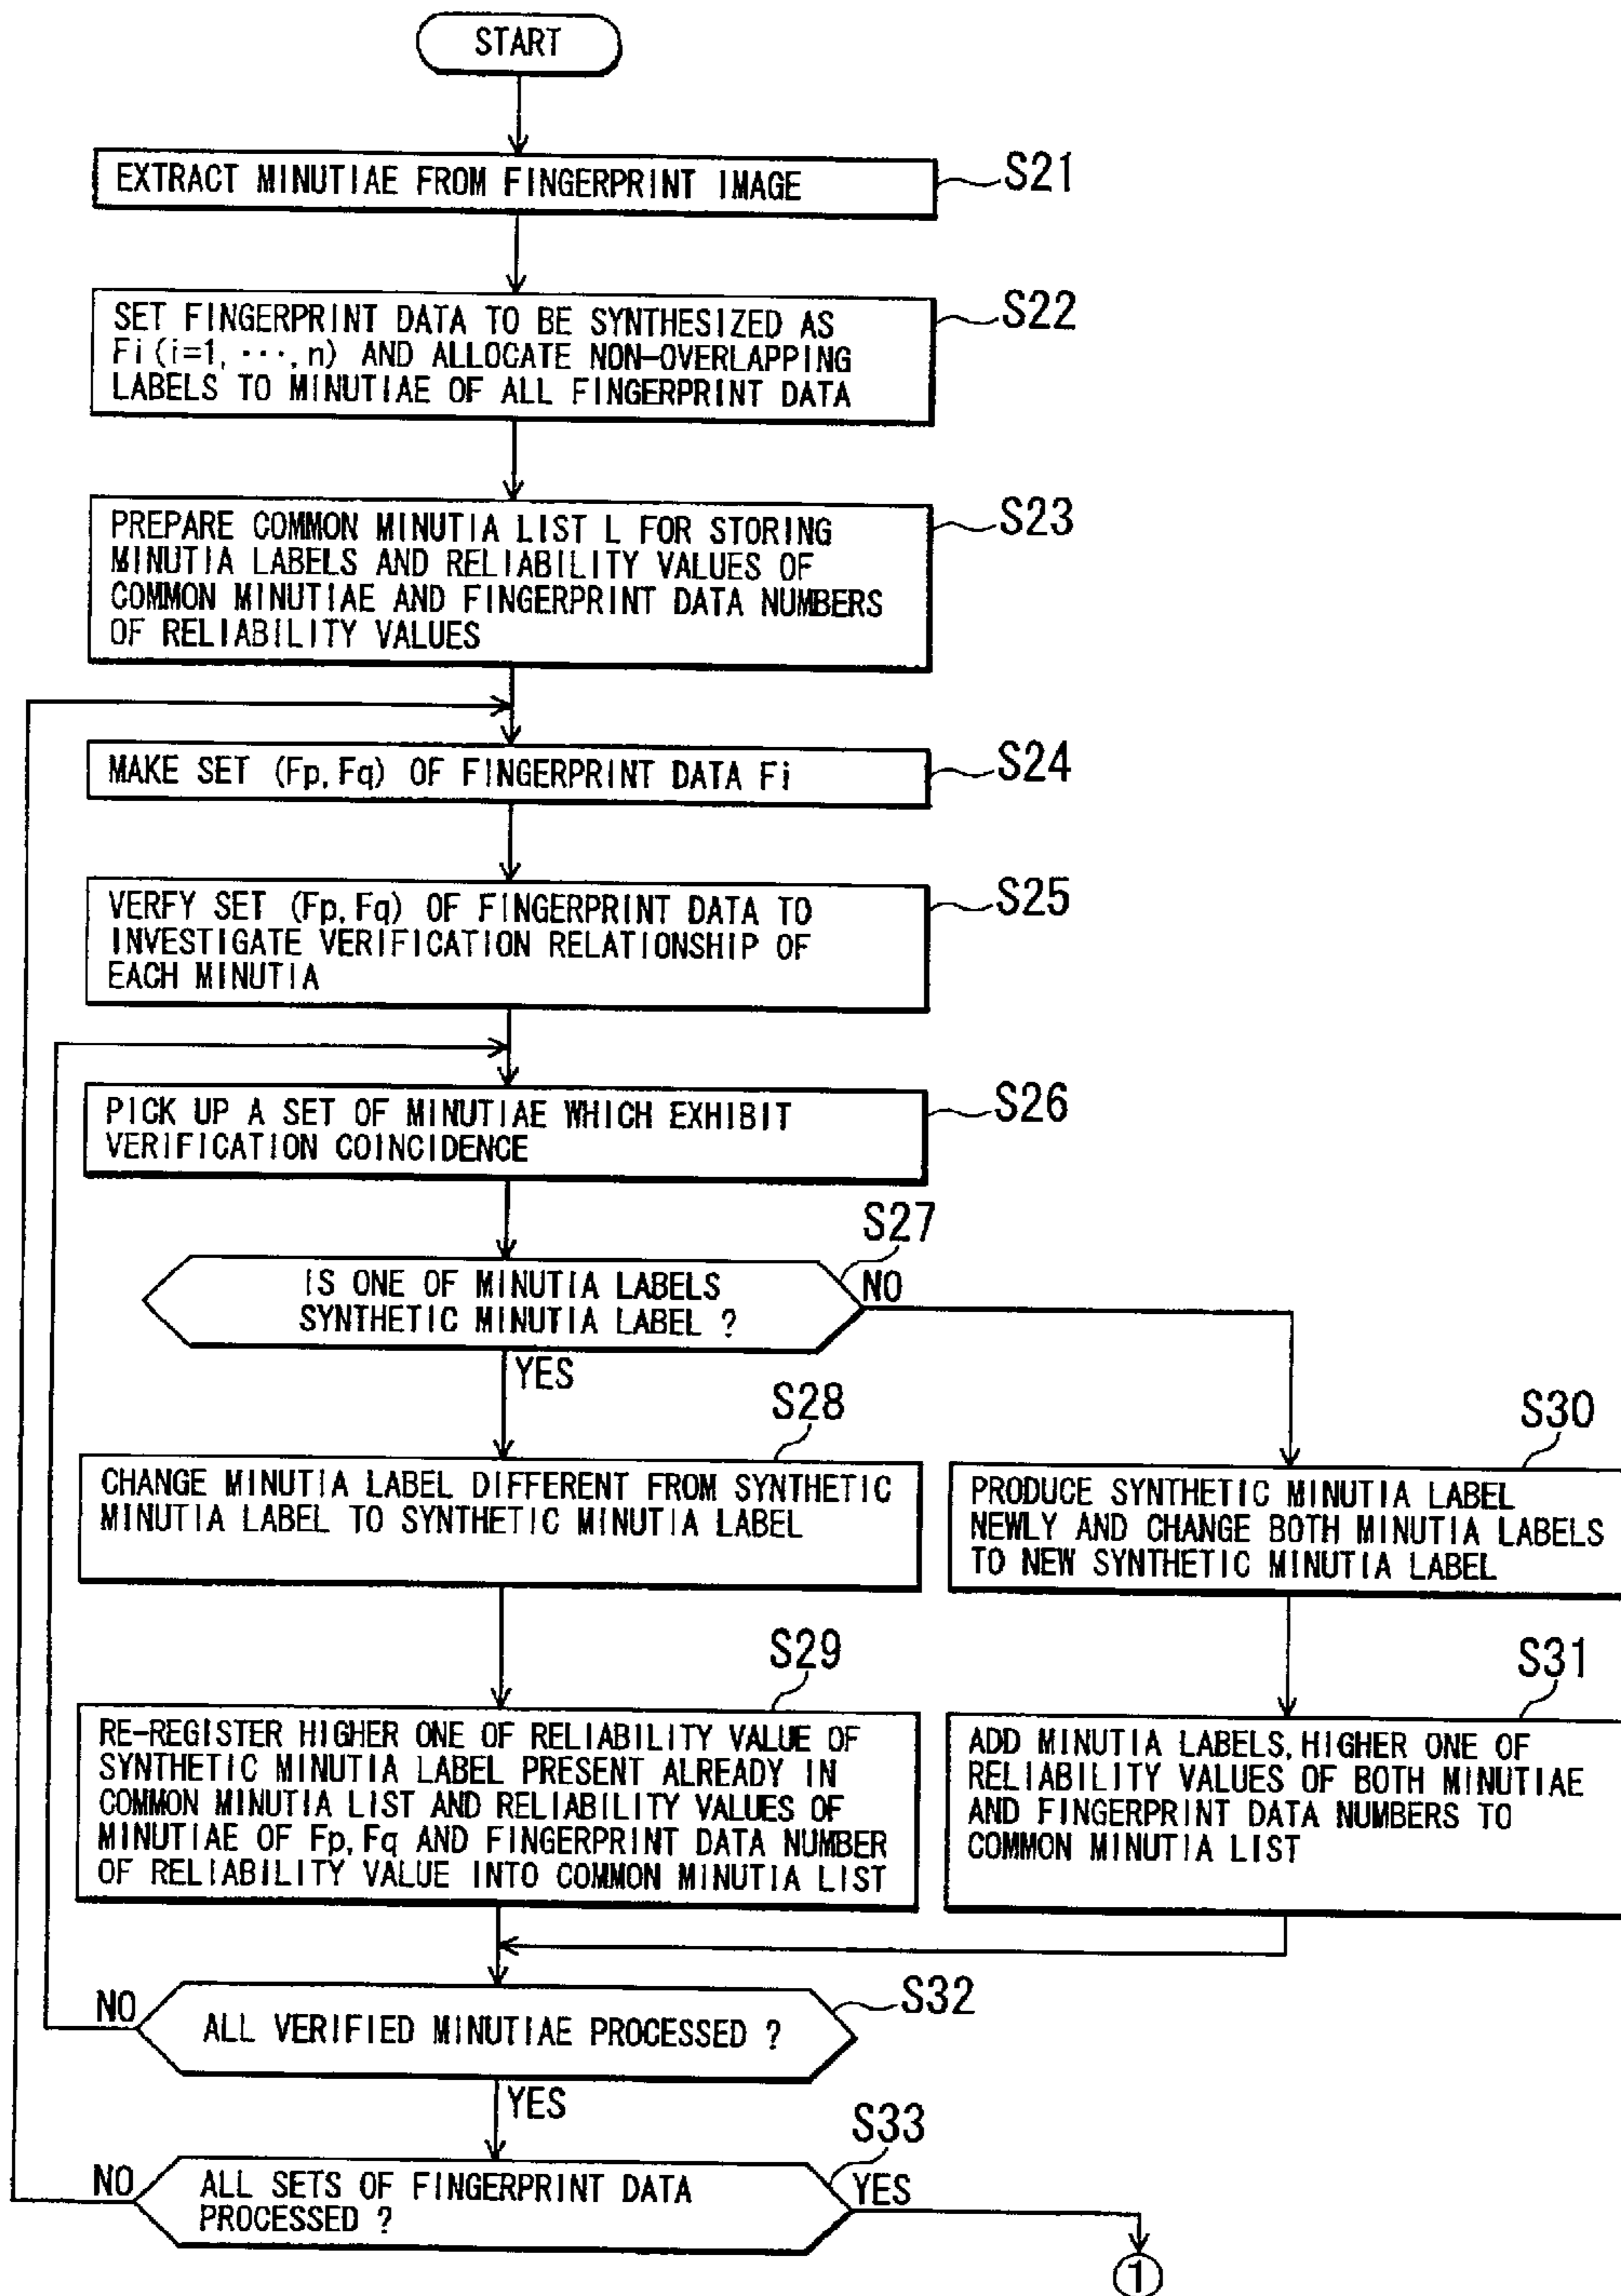 START
EXTRACT MINUTIAE FROM FINGERPRINT IMAGE
S21
SET FINGERPRINT DATA TO BE SYNTHESIZED AS
Fi (i=1, ···, n) AND ALLOCATE NON-OVERLAPPING
LABELS TO MINUTIAE OF ALL FINGERPRINT DATA
S22
PREPARE COMMON MINUTIA LIST L FOR STORING
MINUTIA LABELS AND RELIABILITY VALUES OF
COMMON MINUTIAE AND FINGERPRINT DATA NUMBERS
OF RELIABILITY VALUES
S23
MAKE SET (Fp, Fq) OF FINGERPRINT DATA Fi
S24
VERFY SET (Fp, Fq) OF FINGERPRINT DATA TO
INVESTIGATE VERIFICATION RELATIONSHIP OF
EACH MINUTIA
S25
PICK UP A SET OF MINUTIAE WHICH EXHIBIT
VERIFICATION COINCIDENCE
S26
S27
IS ONE OF MINUTIA LABELS
SYNTHETIC MINUTIA LABEL ?
NO
YES
S28
CHANGE MINUTIA LABEL DIFFERENT FROM SYNTHETIC
MINUTIA LABEL TO SYNTHETIC MINUTIA LABEL
S30
PRODUCE SYNTHETIC MINUTIA LABEL
NEWLY AND CHANGE BOTH MINUTIA LABELS
TO NEW SYNTHETIC MINUTIA LABEL
S29
RE-REGISTER HIGHER ONE OF RELIABILITY VALUE OF
SYNTHETIC MINUTIA LABEL PRESENT ALREADY IN
COMMON MINUTIA LIST AND RELIABILITY VALUES OF
MINUTIAE OF Fp, Fq AND FINGERPRINT DATA NUMBER
OF RELIABILITY VALUE INTO COMMON MINUTIA LIST
S31
ADD MINUTIA LABELS, HIGHER ONE OF
RELIABILITY VALUES OF BOTH MINUTIAE
AND FINGERPRINT DATA NUMBERS TO
COMMON MINUTIA LIST
S32
NO
ALL VERIFIED MINUTIAE PROCESSED ?
YES
S33
NO
ALL SETS OF FINGERPRINT DATA
PROCESSED ?
YES
1